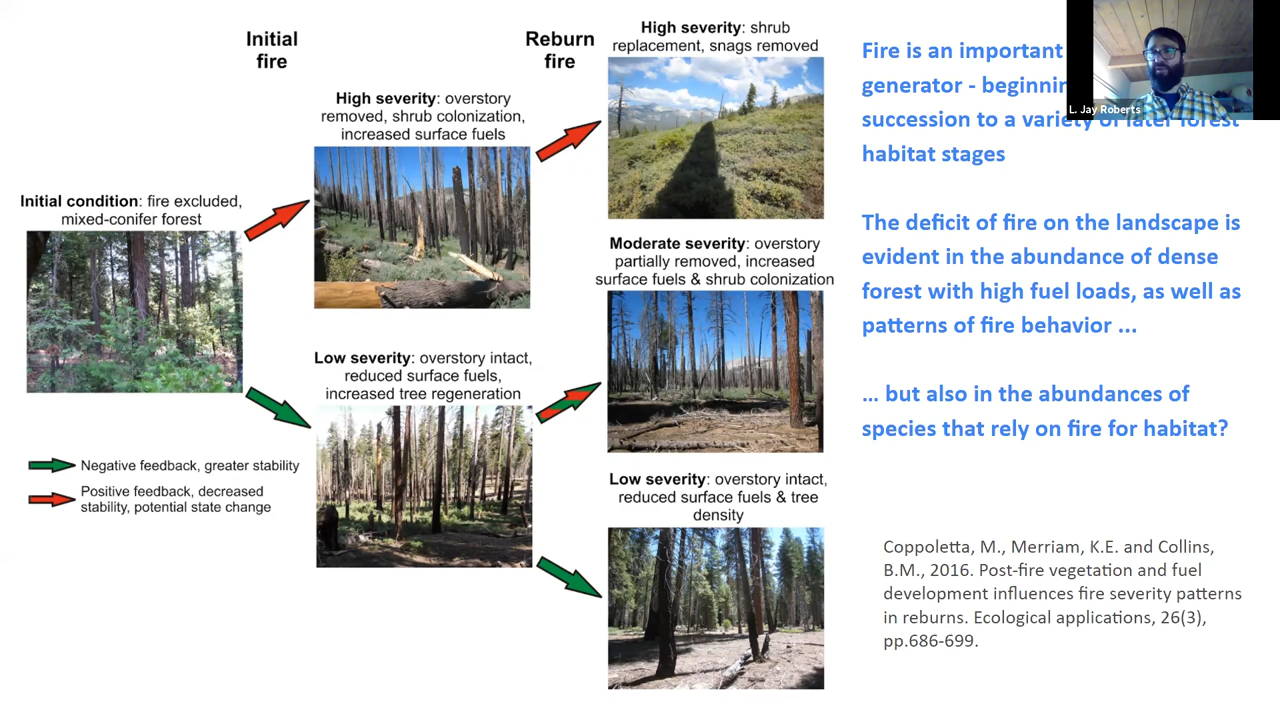 Initial
fire
Reburn
fire
High severity: shrub
replacement, snags removed
High severity: overstory
removed, shrub colonization,
increased surface fuels
Initial condition: fire excluded,
mixed-conifer forest
Moderate severity: overstory
partially removed, increased
surface fuels & shrub colonization
Low severity: overstory intact,
reduced surface fuels,
increased tree regeneration
Negative feedback, greater stability
Positive feedback, decreased
stability, potential state change
Low severity: overstory intact,
reduced surface fuels & tree
density
Fire is an important
generator - beginnin
succession to a variety of later forest
habitat stages
The deficit of fire on the landscape is
evident in the abundance of dense
forest with high fuel loads, as well as
patterns of fire behavior ...
... but also in the abundances of
species that rely on fire for habitat?
Coppoletta, M., Merriam, K.E. and Collins,
B.M., 2016. Post-fire vegetation and fuel
development influences fire severity patterns
in reburns. Ecological applications, 26(3),
pp.686-699.
L. Jay Roberts